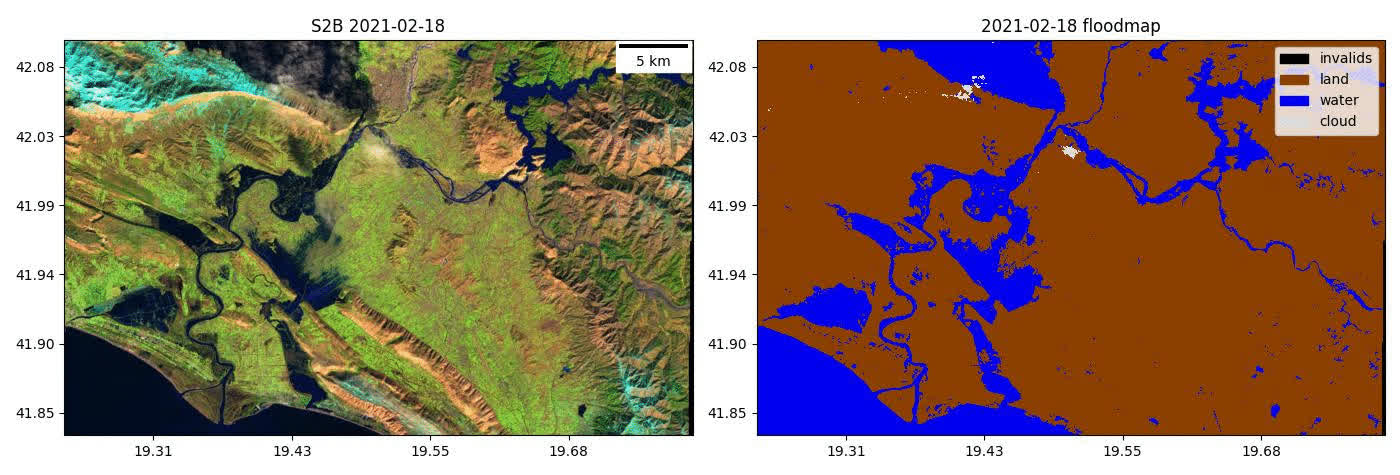 S2B 2021-02-18
2021-02-18 floodmap
5 km
invalids
land
water
cloud
42.08
42.03
41.99
41.94
41.90
41.85
42.08
42.03
41.99
41.94
41.90
41.85
19.31
19.43
19.55
19.68
19.31
19.43
19.55
19.68